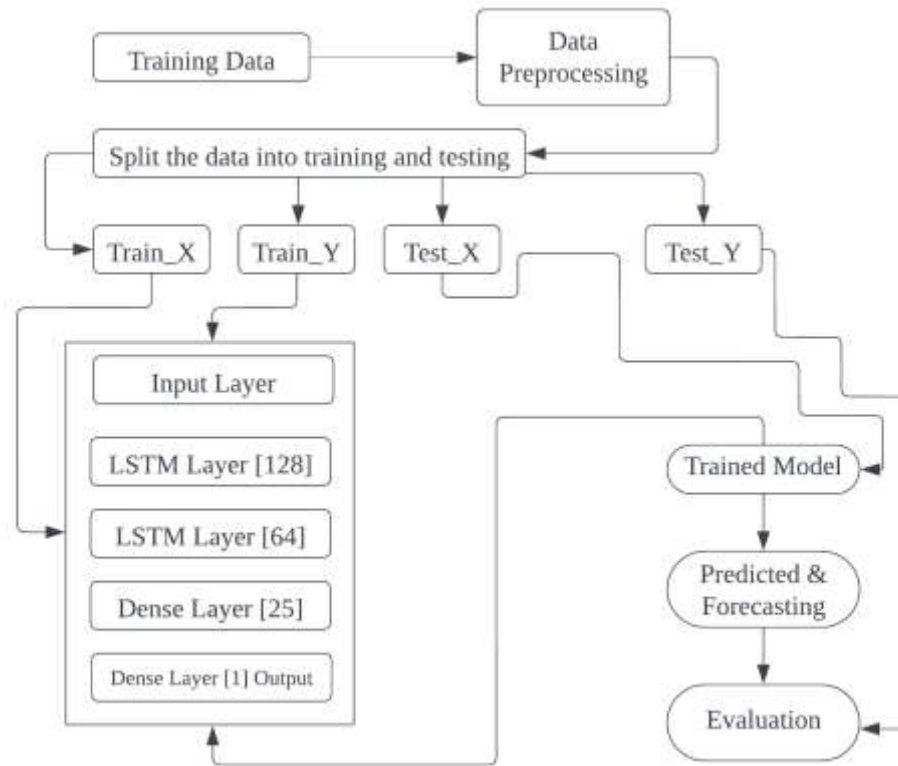 Training Data
Data
Preprocessing
Split the data into training and testing
Train_X
Train_Y
Test_X
Test_Y
Input Layer
LSTM Layer [128]
LSTM Layer [64]
Dense Layer [25]
Dense Layer [1] Output
Trained Model
Predicted &
Forecasting
Evaluation